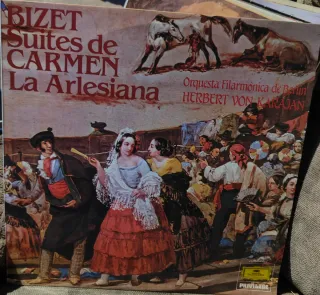 BIZET
Suites de
CARMEN
La Arlesiana
Orquesta Filarmónica de Berlín
HERBERT VON KARAJAN